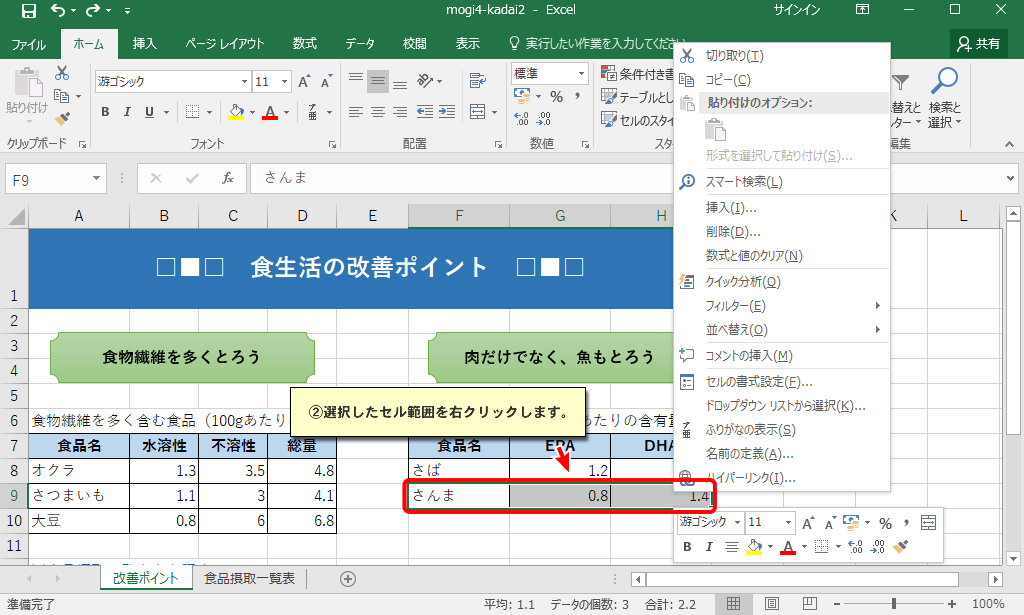 mogi4-kadai2 - Excel
サインイン
ファイル ホーム 挿入 ページ レイアウト 数式 データ 校閲 表示 実行したい作業を入力してください 共有
貼り付け
クリップボード
游ゴシック 11
B I U
フォント
配置
標準
% ,
数値
条件付き書
テーブルとし
セルのスタイ
スタ
替えと
ター
検索と
選択
編集
F9 さんま
A B C D E F G H K L
1 食生活の改善ポイント
2
3
4
食物繊維を多くとろう 肉だけでなく、魚もとろう
5
②選択したセル範囲を右クリックします。
6 食物繊維を多く含む食品（100gあたり あたりの含有量
7 食品名 水溶性 不溶性 総量 食品名 EPA DHA
8 オクラ 1.3 3.5 4.8 さば 1.2
9 さつまいも 1.1 3 4.1 さんま 0.8 1.4
10 大豆 0.8 6 6.8
11
切り取り(T)
コピー(C)
貼り付けのオプション:
形式を選択して貼り付け(S)...
スマート検索(L)
挿入(I)...
削除(D)...
数式と値のクリア(N)
クイック分析(Q)
フィルター(E)
並べ替え(O)
コメントの挿入(M)
セルの書式設定(F)...
ドロップダウン リストから選択(K)...
ふりがなの表示(S)
名前の定義(A)...
ハイパーリンク(I)...
游ゴシック 11 % ,
B I
改善ポイント 食品摂取一覧表
準備完了 平均: 1.1 データの個数: 3 合計: 2.2 100%